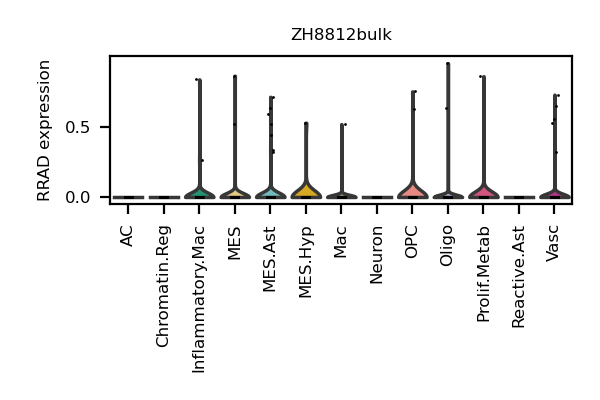 ZH8812bulk
RRAD expression
0.5
0.0
AC
Chromatin.Reg
Inflammatory.Mac
MES
MES.Ast
MES.Hyp
Mac
Neuron
OPC
Oligo
Prolif.Metab
Reactive.Ast
Vasc